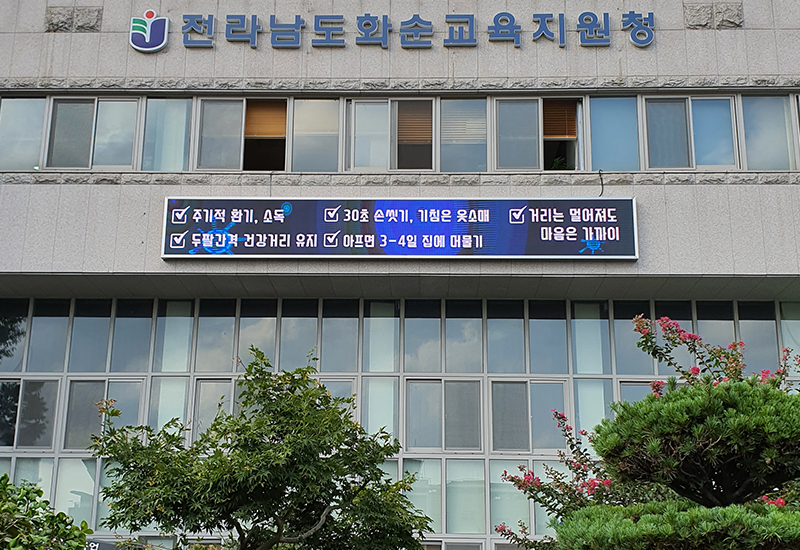 전라남도화순교육지원청
주기적 환기, 소독
두팔간격 건강거리 유지
30초 손씻기, 기침은 옷소매
아프면 3-4일 집에 머물기
거리는 멀어져도
마음은 가까이